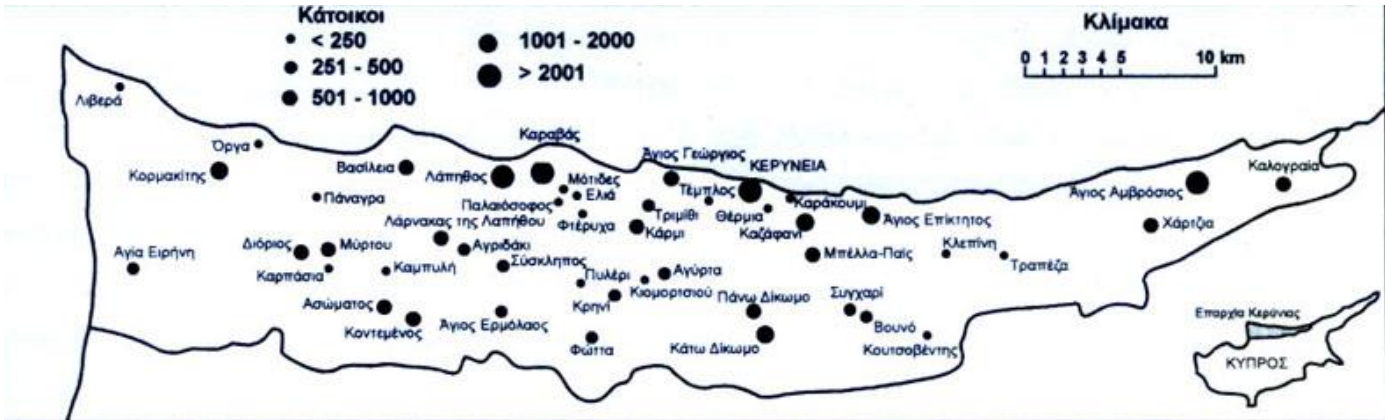 Κάτοικοι
< 250
251 - 500
501 - 1000
1001 - 2000
> 2001
Κλίμακα
0 1 2 3 4 5 10 km
Λιβερά
Όργα
Κορμακίτης
Βασίλεια
Καραβάς
Λάπηθος
Άγιος Γεώργιος
ΚΕΡΥΝΕΙΑ
Καλογραία
Πάναγρα
Μότιδες
Ελιά
Παλαιόσοφος
Φτέρυχα
Τέμπλος
Τριμίθι
Θέρμια
Καράκουμι
Άγιος Αμβρόσιος
Λάρνακας της Λαπήθου
Κάρμι
Καζάφανι
Άγιος Επίκτητος
Χάρτζια
Αγία Ειρήνη
Διόριος
Μύρτου
Αγριδάκι
Σύσκληπος
Μπέλλα-Παΐς
Κλεπίνη
Τραπέζα
Καρπάσια
Καμπυλή
Πυλέρι
Αγύρτα
Κιομορτσιού
Κρηνί
Πάνω Δίκωμο
Συγχαρί
Ασώματος
Κοντεμένος
Άγιος Ερμόλαος
Φώττα
Κάτω Δίκωμο
Βουνό
Κουτσοβέντης
Επαρχία Κερύνιας
ΚΥΠΡΟΣ